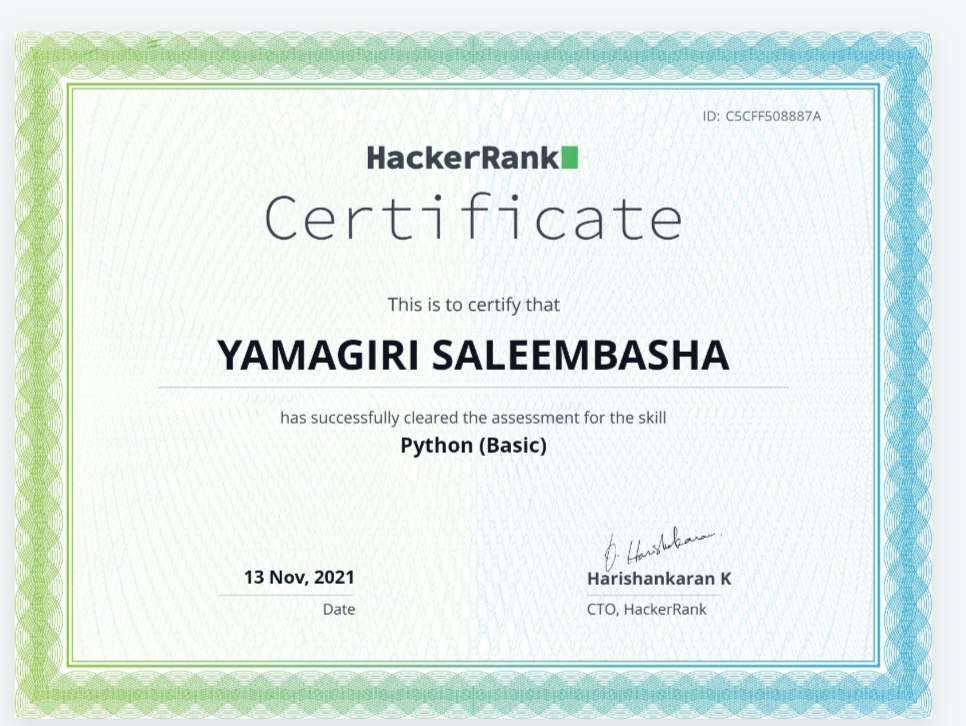 ID: C5CFF508887A
HackerRank
Certificate
This is to certify that
YAMAGIRI SALEEMBASHA
has successfully cleared the assessment for the skill
Python (Basic)
13 Nov, 2021
Date
Harishankaran K
CTO, HackerRank